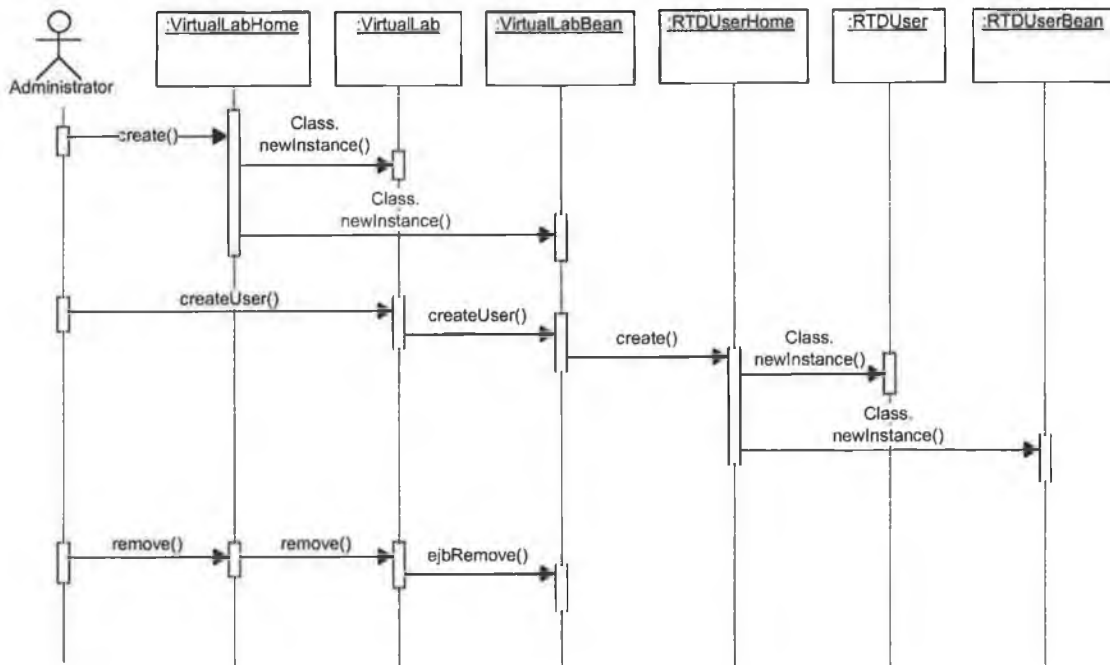 :VirtualLabHome
:VirtualLab
:VirtualLabBean
:RTDUserHome
:RTDUser
:RTDUserBean
Administrator
create()
Class.
newInstance()
Class.
newInstance()
createUser()
createUser()
create()
Class.
newInstance()
Class.
newInstance()
remove()
remove()
ejbRemove()